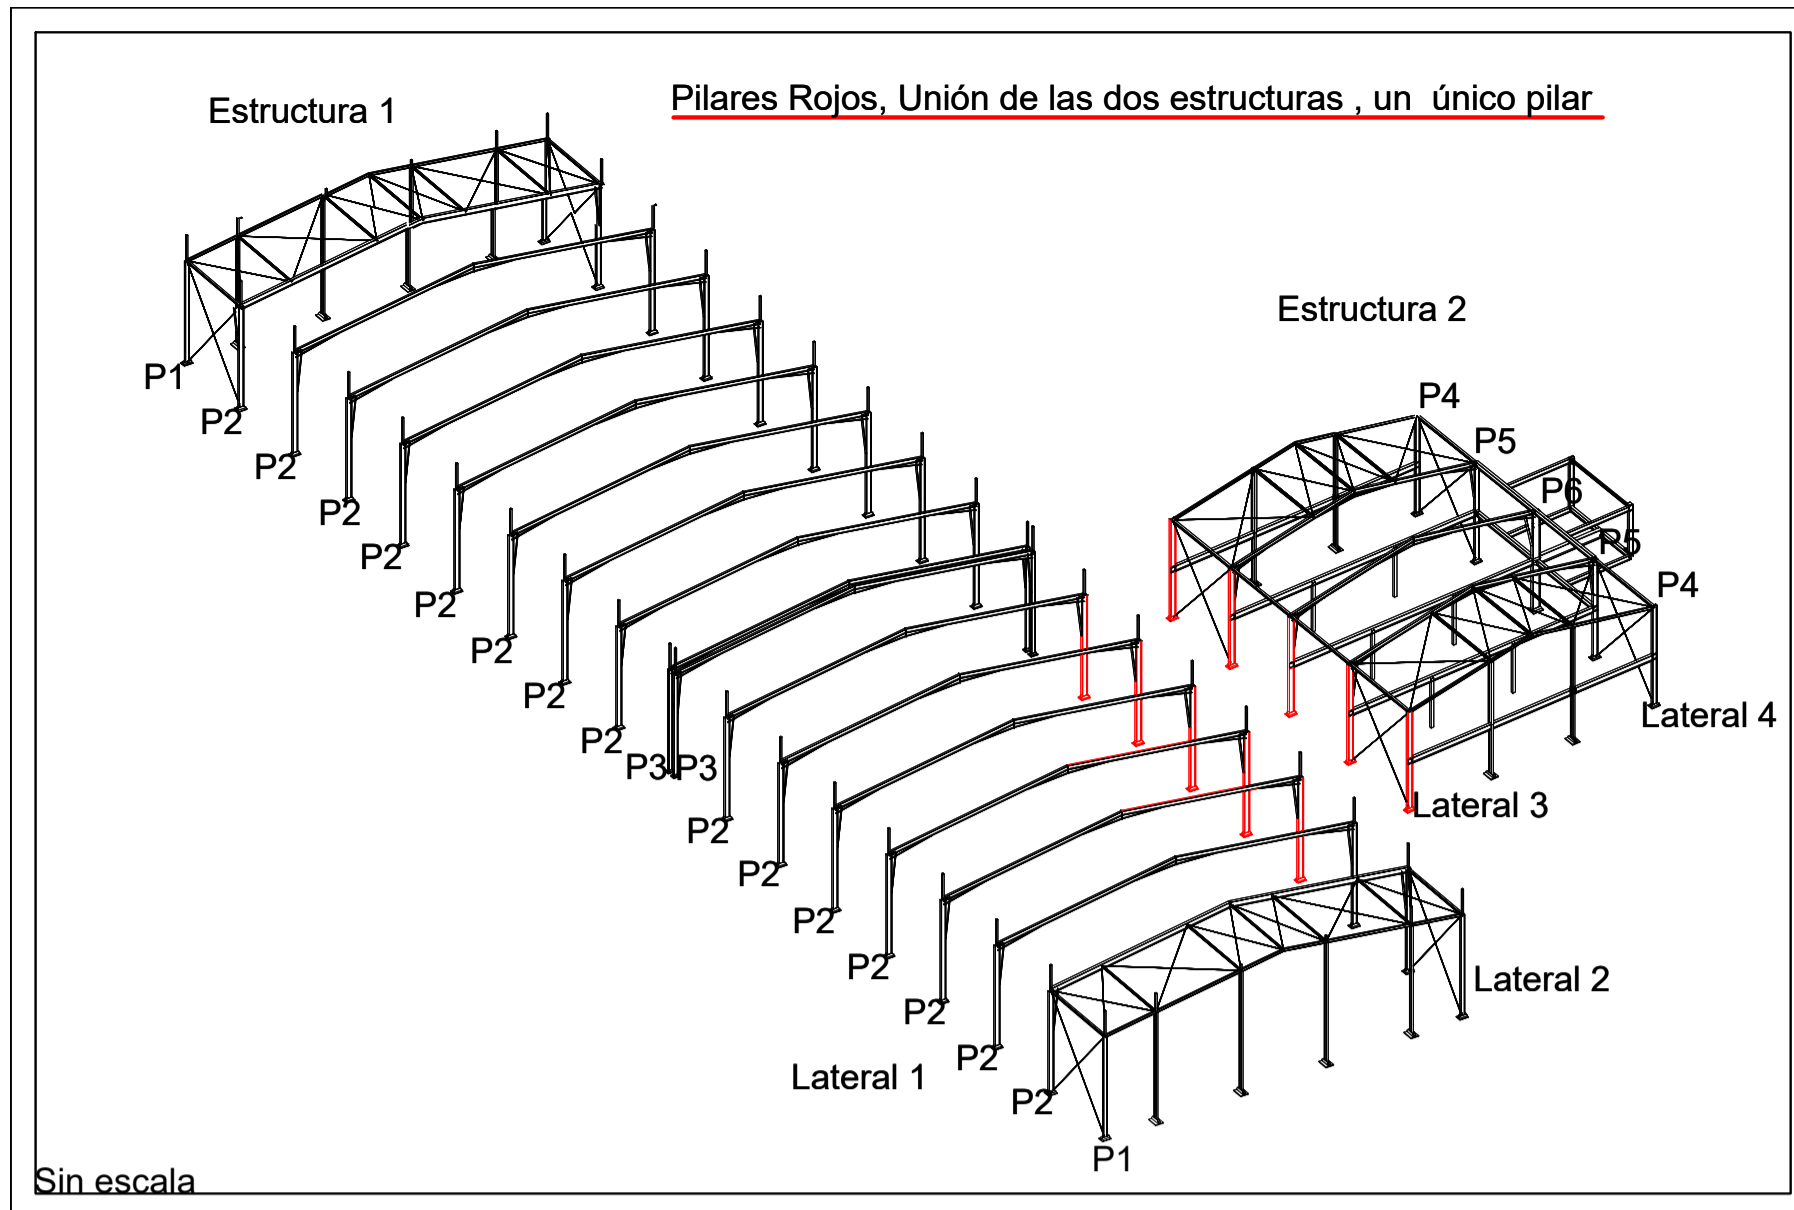 Pilares Rojos, Unión de las dos estructuras , un único pilar
Estructura 1
Estructura 2
P1
P2
P2
P2
P2
P2
P2
P2
P2
P3
P3
P2
P2
P2
P2
P2
P2
P2
P1
P4
P5
P6
P5
P4
Lateral 4
Lateral 3
Lateral 2
Lateral 1
Sin escala